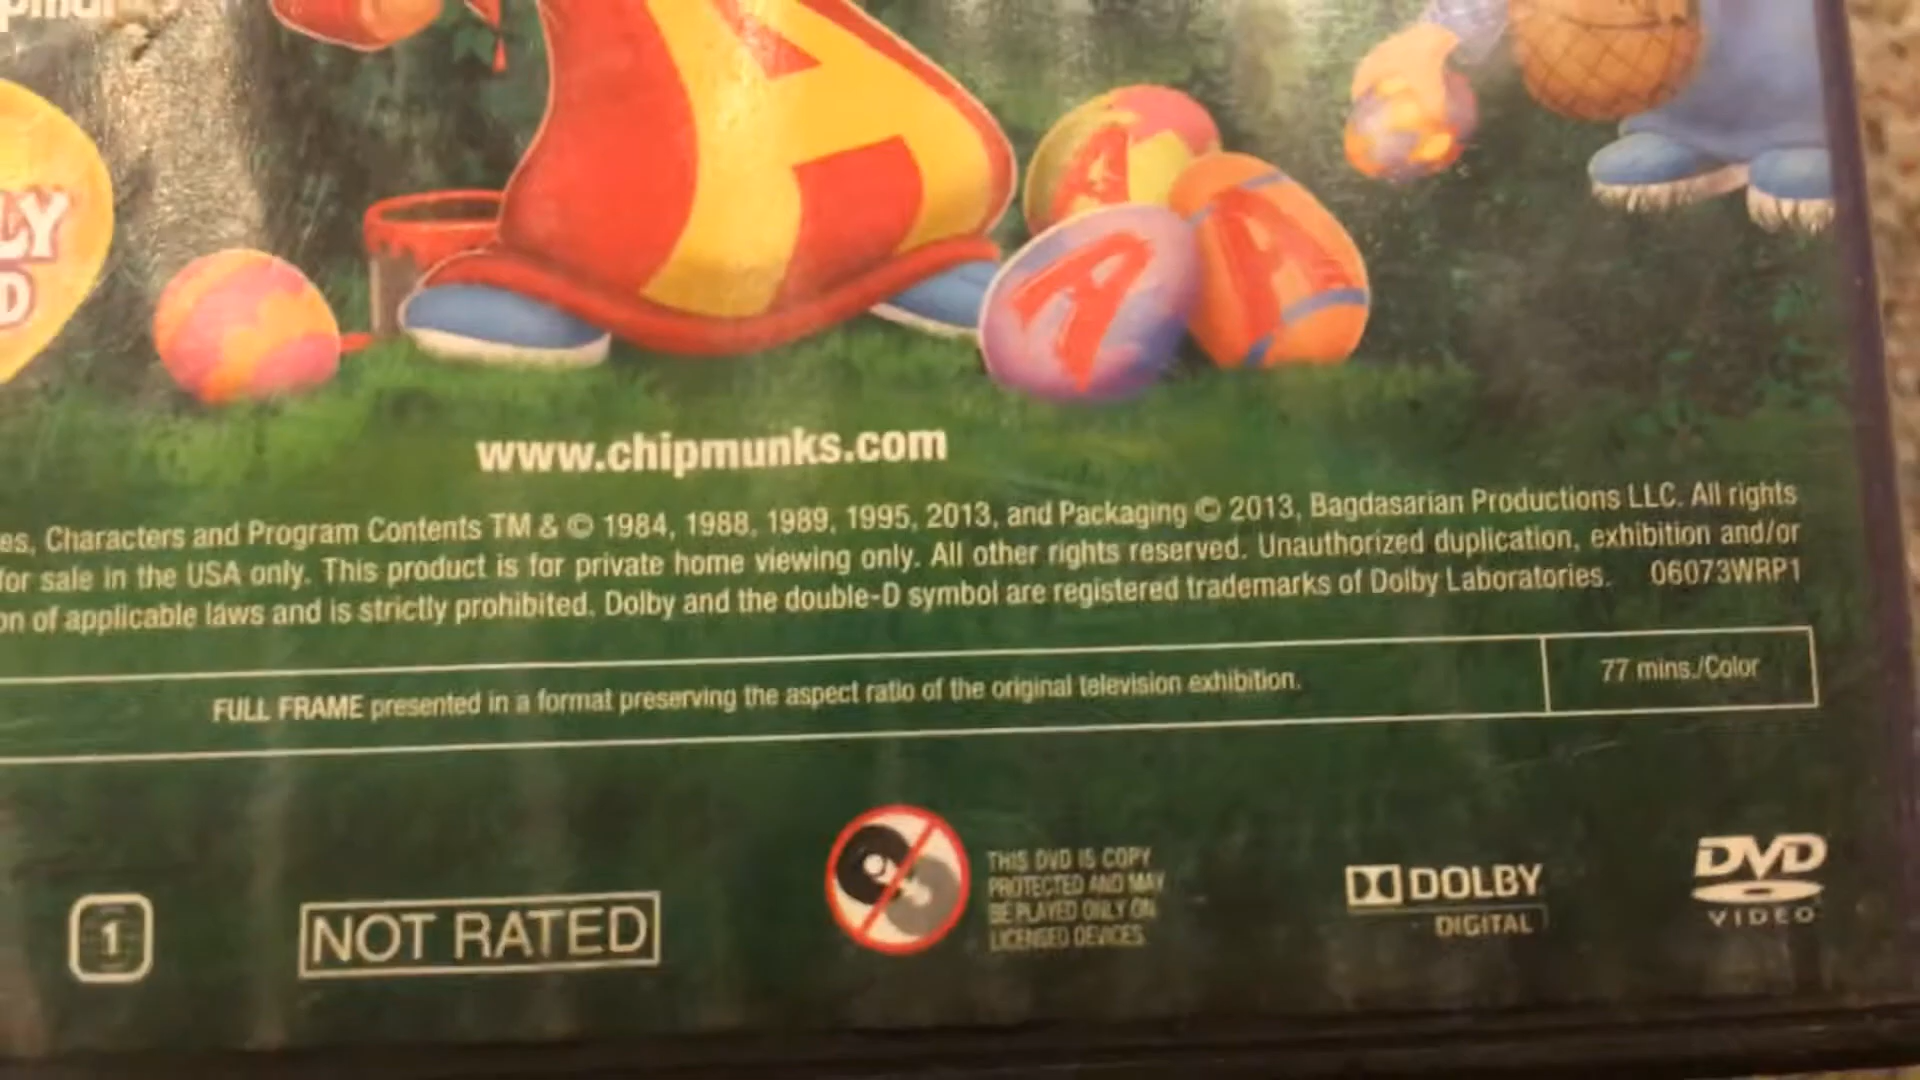 LY
D
A
A
A
A
www.chipmunks.com
es, Characters and Program Contents TM & © 1984, 1988, 1989, 1995, 2013, and Packaging © 2013, Bagdasarian Productions LLC. All rights
for sale in the USA only. This product is for private home viewing only. All other rights reserved. Unauthorized duplication, exhibition and/or
on of applicable laws and is strictly prohibited. Dolby and the double-D symbol are registered trademarks of Dolby Laboratories. 06073WRP1
FULL FRAME presented in a format preserving the aspect ratio of the original television exhibition.
77 mins./Color
1
NOT RATED
THIS DVD IS COPY
PROTECTED AND MAY
BE PLAYED ONLY ON
LICENSED DEVICES
DOLBY
DIGITAL
DVD
VIDEO